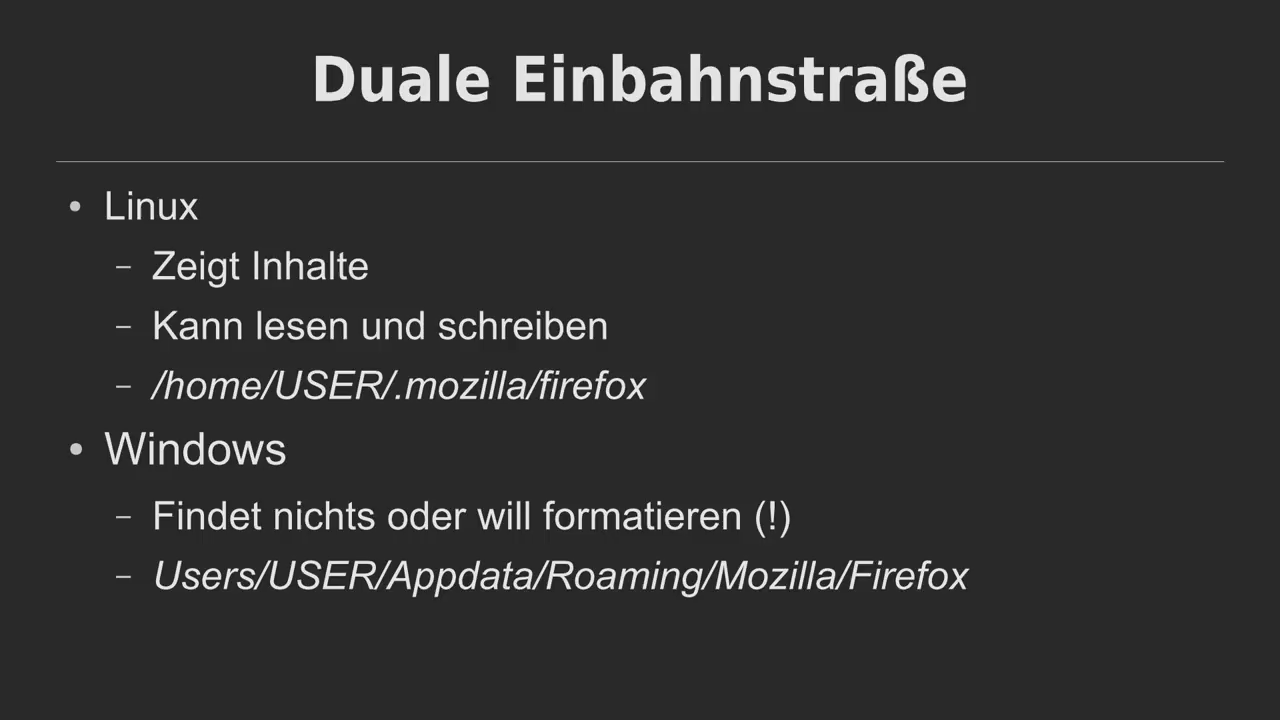 Duale Einbahnstraße
• Linux
– Zeigt Inhalte
– Kann lesen und schreiben
– /home/USER/.mozilla/firefox
• Windows
– Findet nichts oder will formatieren (!)
– Users/USER/Appdata/Roaming/Mozilla/Firefox